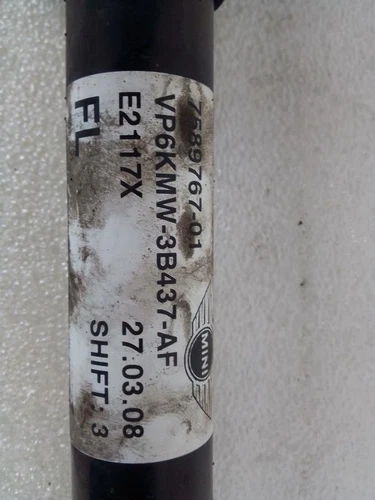 7589767-01
VP6KMW-3B437-AF
MINI
E2117X 27.03.08
FL SHIFT: 3